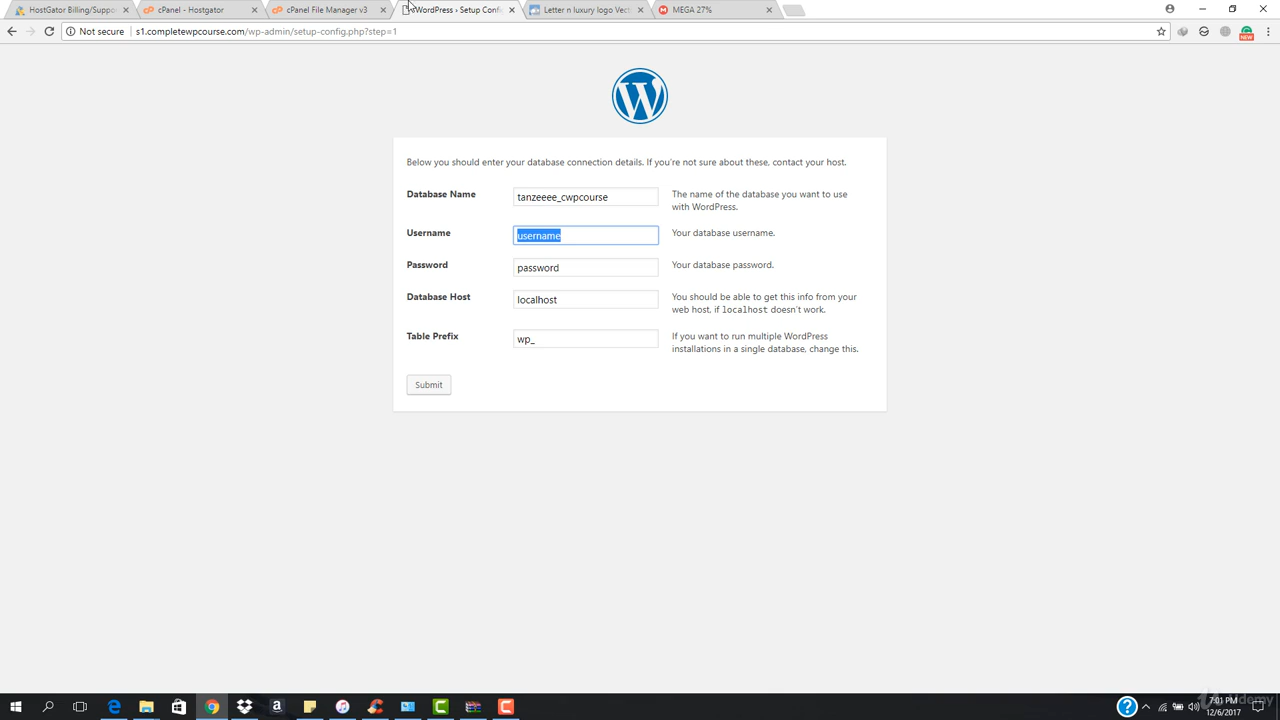 HostGator Billing/Suppo
cPanel - Hostgator
cPanel File Manager v3
WordPress › Setup Confi
Letter n luxury logo Vect
MEGA 27%
Not secure
s1.completewpcourse.com/wp-admin/setup-config.php?step=1
NEW
Below you should enter your database connection details. If you're not sure about these, contact your host.
Database Name
tanzeeee_cwpcourse
The name of the database you want to use
with WordPress.
Username
username
Your database username.
Password
password
Your database password.
Database Host
localhost
You should be able to get this info from your
web host, if localhost doesn't work.
Table Prefix
wp_
If you want to run multiple WordPress
installations in a single database, change this.
Submit
7:01 PM
12/6/2017